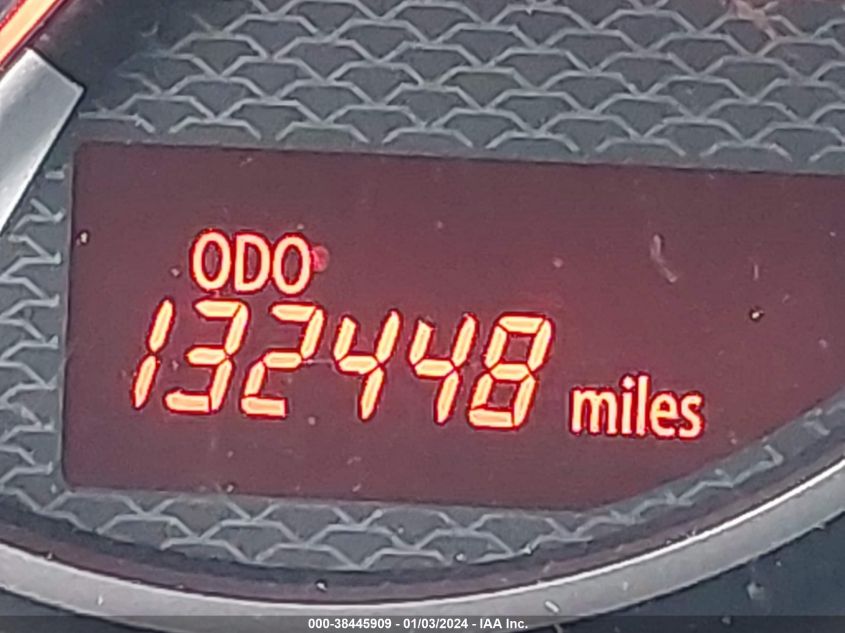 ODO
132448 miles
000-38445909 - 01/03/2024 - IAA Inc.